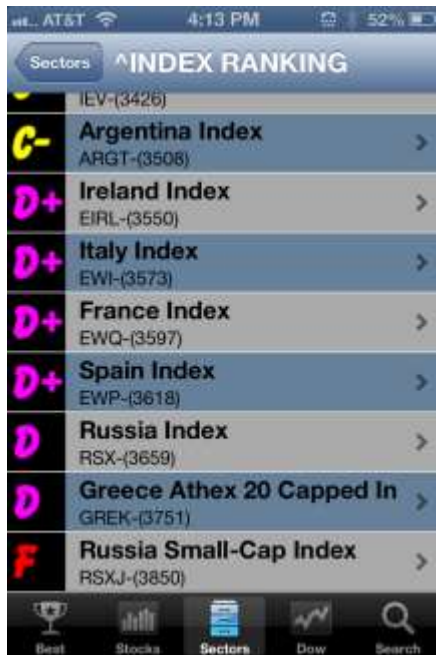 AT&T 4:13 PM 52%
Sectors ^INDEX RANKING
IEV-(3426)
C- Argentina Index
ARGT-(3508)
D+ Ireland Index
EIRL-(3550)
D+ Italy Index
EWI-(3573)
D+ France Index
EWQ-(3597)
D+ Spain Index
EWP-(3618)
D Russia Index
RSX-(3659)
D Greece Athex 20 Capped In
GREK-(3751)
F Russia Small-Cap Index
RSXJ-(3850)
Best Stocks Sectors Dow Search